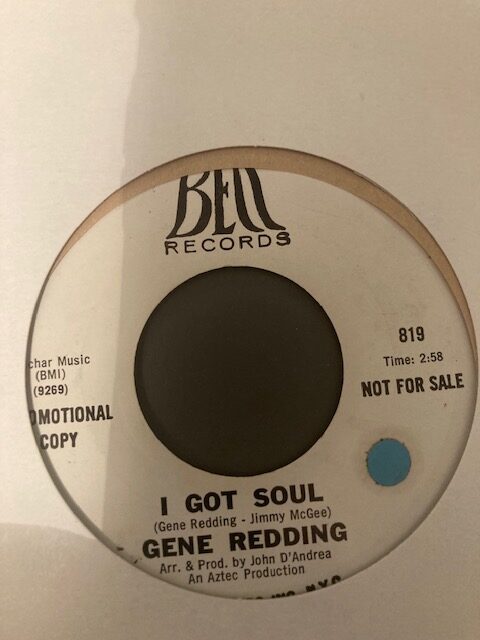 BELL
RECORDS
char Music
(BMI)
(9269)
OMOTIONAL
COPY
819
Time: 2:58
NOT FOR SALE
I GOT SOUL
(Gene Redding - Jimmy McGee)
GENE REDDING
Arr. & Prod. by John D'Andrea
An Aztec Production
INC. N.Y.C.